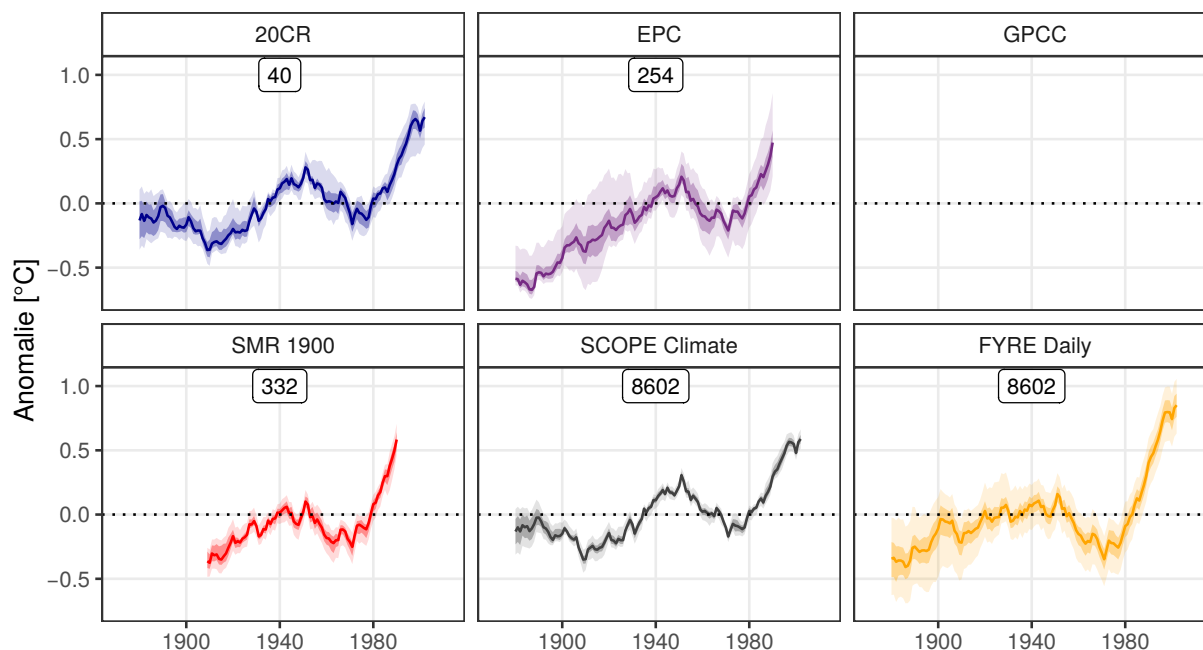 20CR EPC GPCC
40 254
1.0
0.5
0.0
−0.5
SMR 1900 SCOPE Climate FYRE Daily
332 8602 8602
1.0
0.5
0.0
−0.5
1900 1940 1980 1900 1940 1980 1900 1940 1980
Anomalie [°C]